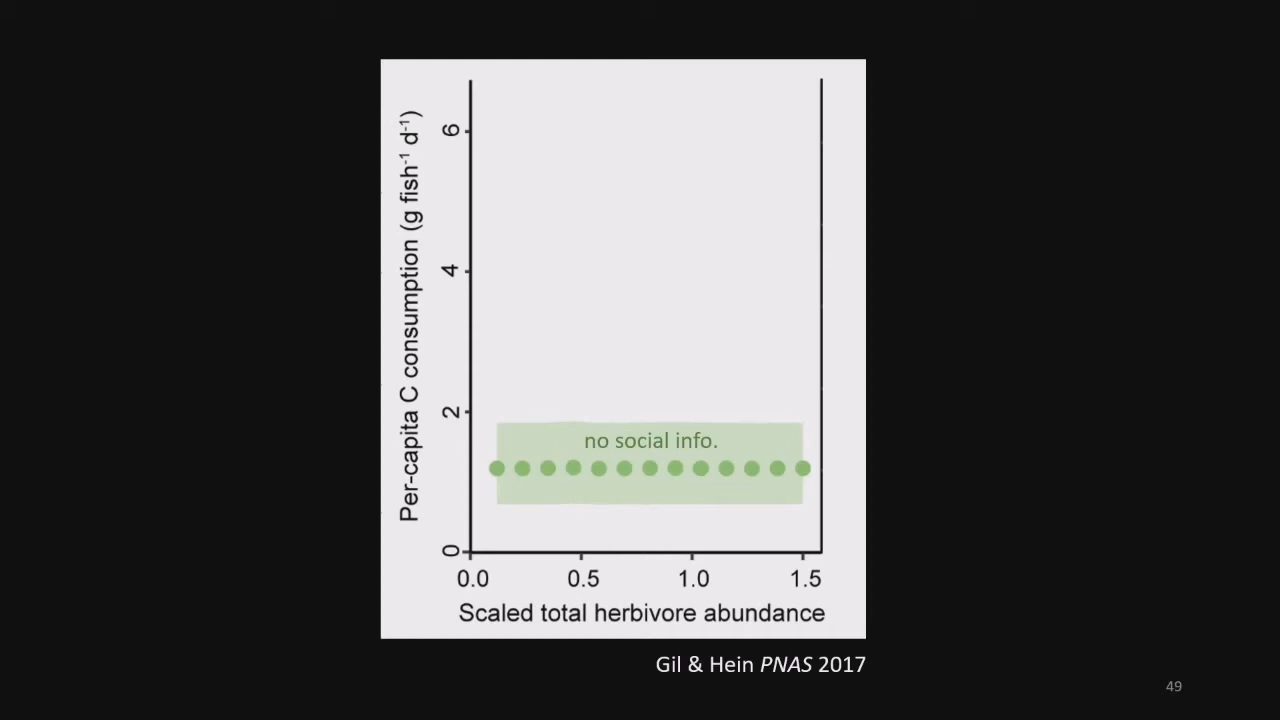 Per-capita C consumption (g fish⁻¹ d⁻¹)
6
4
2
0
no social info.
0.0 0.5 1.0 1.5
Scaled total herbivore abundance
Gil & Hein PNAS 2017
49